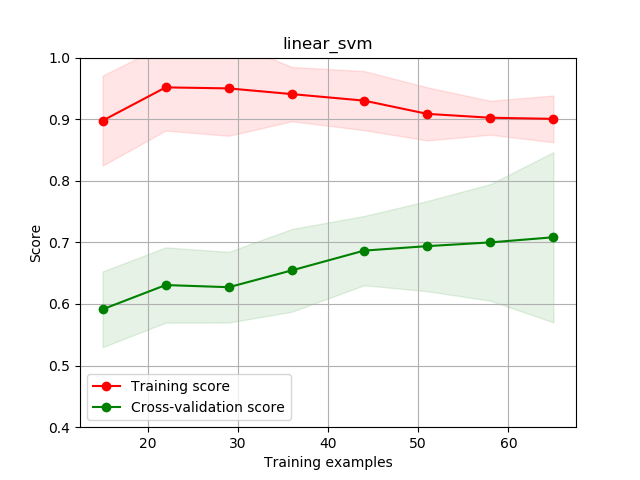 linear_svm
1.0
0.9
0.8
0.7
0.6
0.5
0.4
Score
Training score
Cross-validation score
20 30 40 50 60
Training examples